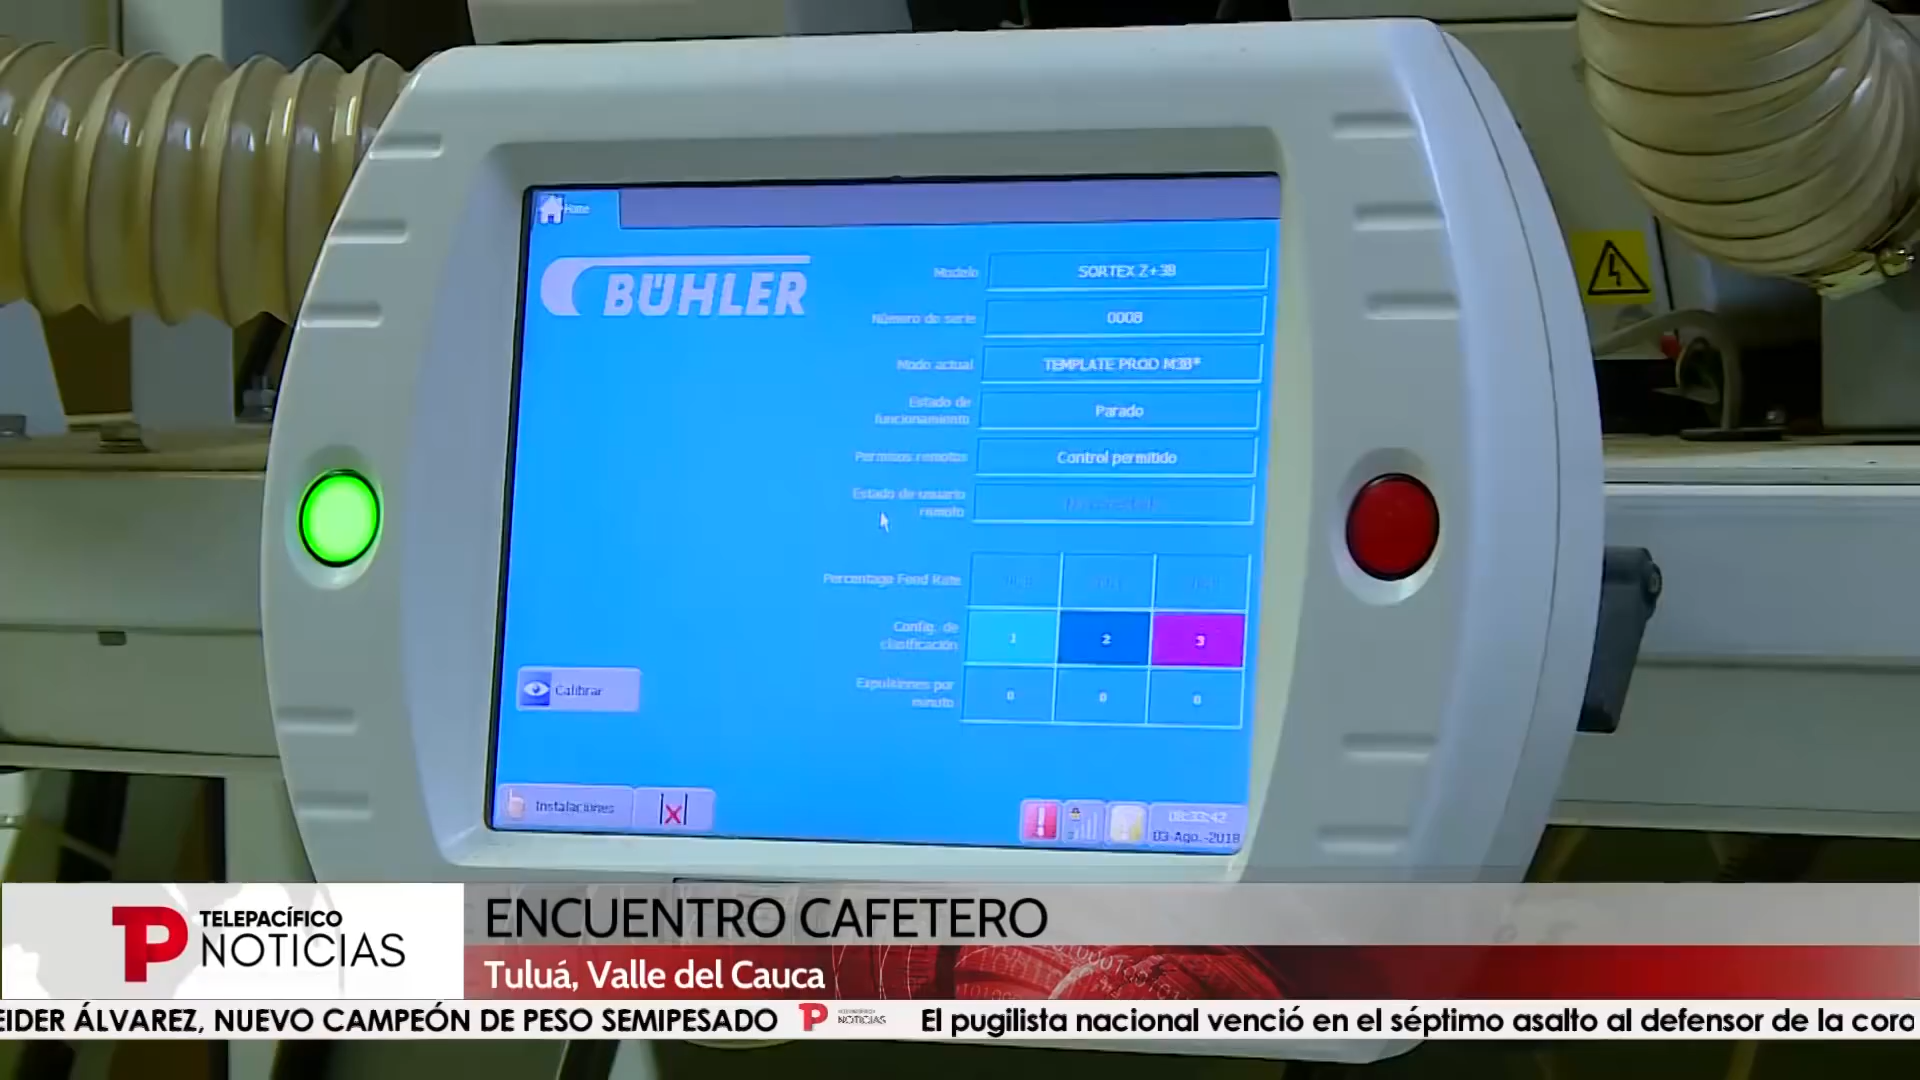 Home
BÜHLER
Modelo SORTEX Z+3B
Número de serie 0008
Modo actual TEMPLATE PROD M3B*
Estado de funcionamiento Parado
Permisos remotos Control permitido
Estado de usuario remoto
Percentage Feed Rate
Config. de clasificación 1 2 3
Expulsiones por minuto 0 0 0
Calibrar
Instalaciones
08:33:42
03-Ago.-2018
TELEPACÍFICO
NOTICIAS
ENCUENTRO CAFETERO
Tuluá, Valle del Cauca
EIDER ÁLVAREZ, NUEVO CAMPEÓN DE PESO SEMIPESADO NOTICIAS El pugilista nacional venció en el séptimo asalto al defensor de la coro